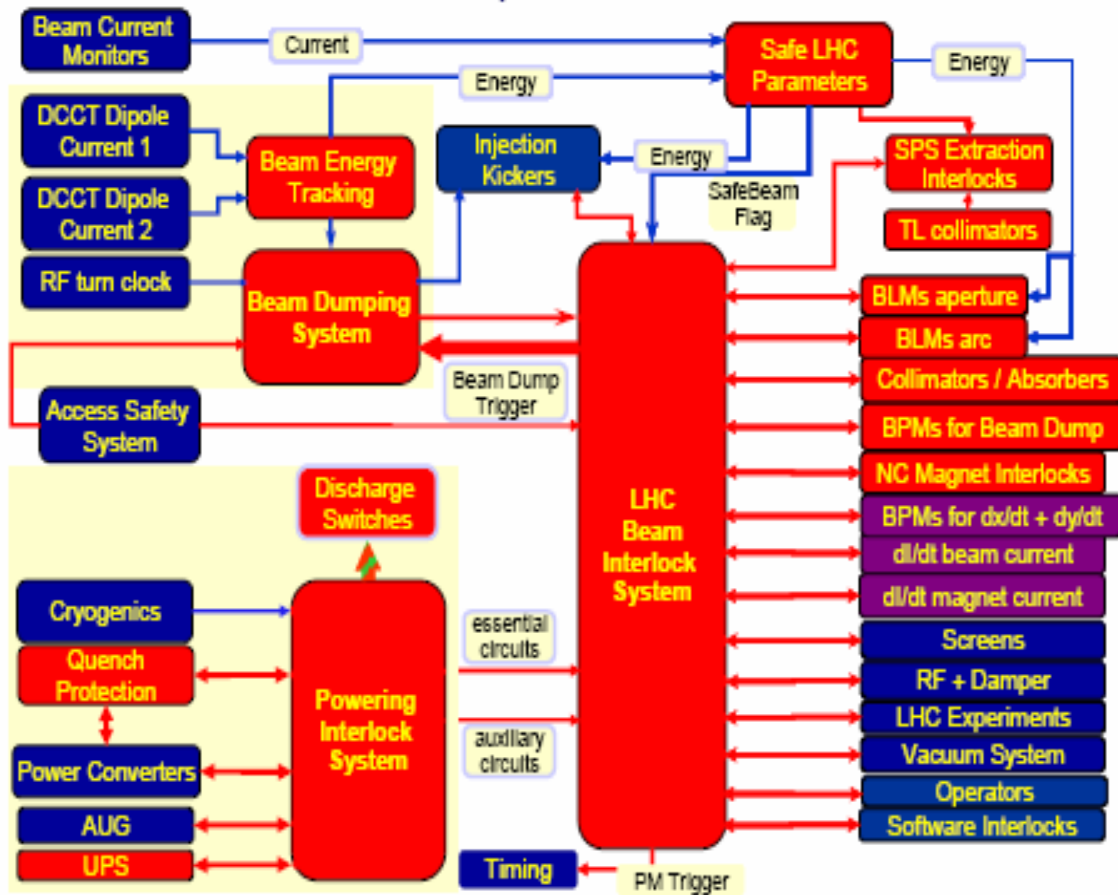 Beam Current
Monitors
Current
Safe LHC
Parameters
Energy
Energy
DCCT Dipole
Current 1
Beam Energy
Tracking
Injection
Kickers
Energy
SPS Extraction
Interlocks
DCCT Dipole
Current 2
SafeBeam
Flag
TL collimators
RF turn clock
Beam Dumping
System
BLMs aperture
BLMs arc
Beam Dump
Trigger
Collimators / Absorbers
Access Safety
System
BPMs for Beam Dump
Discharge
Switches
LHC
Beam
Interlock
System
NC Magnet Interlocks
BPMs for dx/dt + dy/dt
dI/dt beam current
dI/dt magnet current
Cryogenics
essential
circuits
Screens
Quench
Protection
Powering
Interlock
System
RF + Damper
LHC Experiments
auxiliary
circuits
Vacuum System
Power Converters
Operators
AUG
Software Interlocks
UPS
Timing
PM Trigger